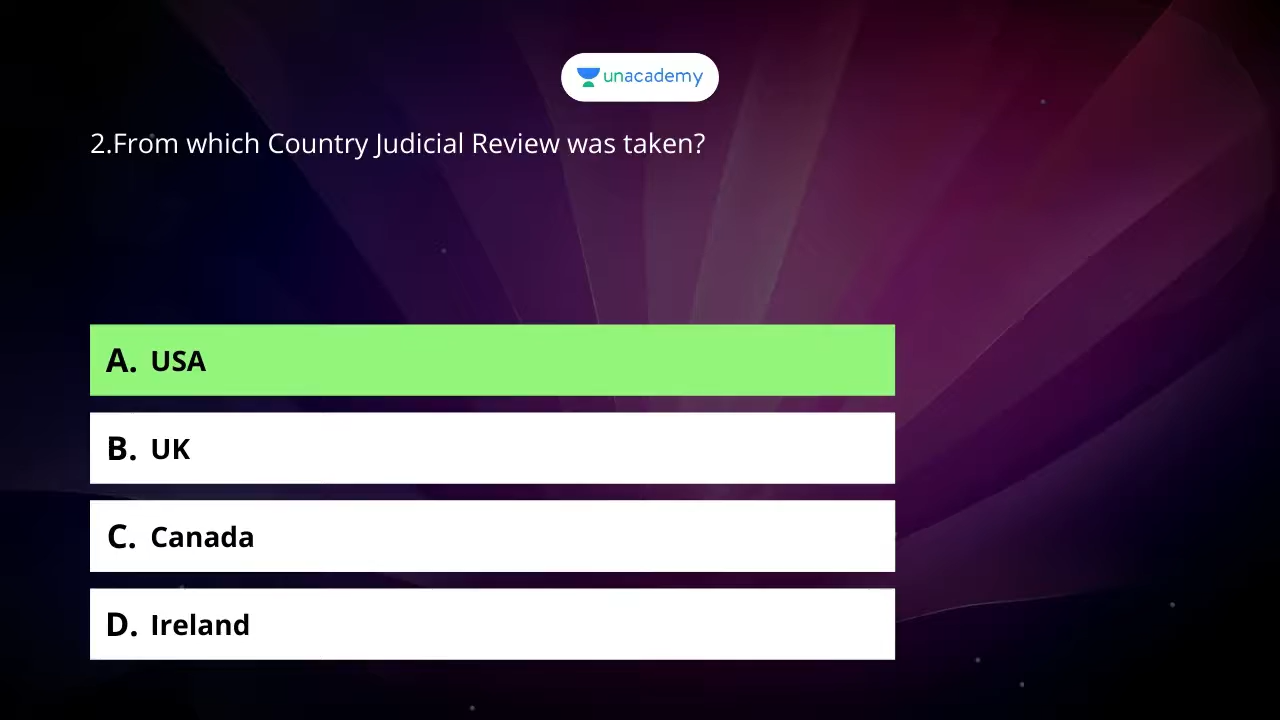 unacademy
2.From which Country Judicial Review was taken?
A. USA
B. UK
C. Canada
D. Ireland